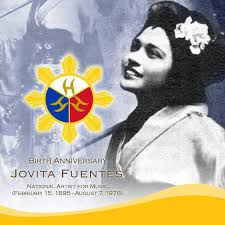 BIRTH ANNIVERSARY
JOVITA FUENTES
NATIONAL ARTIST FOR MUSIC
(FEBRUARY 15, 1895 - AUGUST 7, 1978)